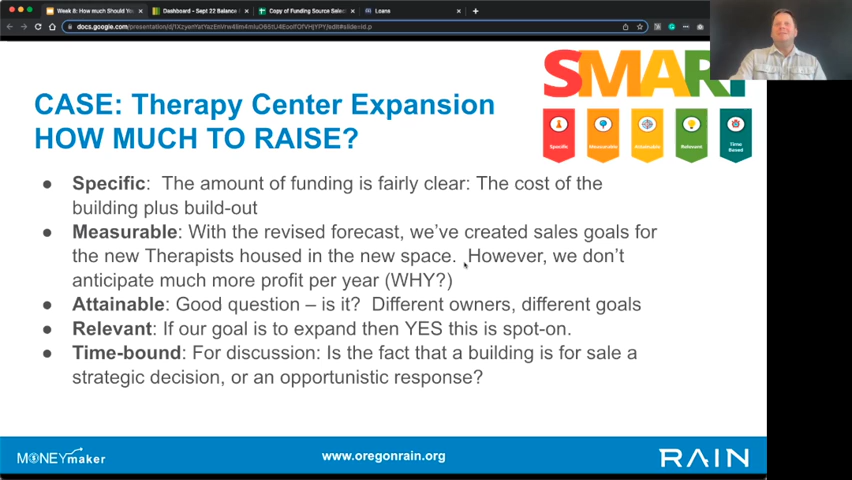 Week 8: How much Should Yo
Dashboard - Sept 22 Balance
Copy of Funding Source Selec
Loans
SMART
Specific
Measurable
Attainable
Relevant
Time
Based
CASE: Therapy Center Expansion
HOW MUCH TO RAISE?
● Specific: The amount of funding is fairly clear: The cost of the
building plus build-out
● Measurable: With the revised forecast, we've created sales goals for
the new Therapists housed in the new space. However, we don't
anticipate much more profit per year (WHY?)
● Attainable: Good question – is it? Different owners, different goals
● Relevant: If our goal is to expand then YES this is spot-on.
● Time-bound: For discussion: Is the fact that a building is for sale a
strategic decision, or an opportunistic response?
MONEYmaker
www.oregonrain.org
RAIN